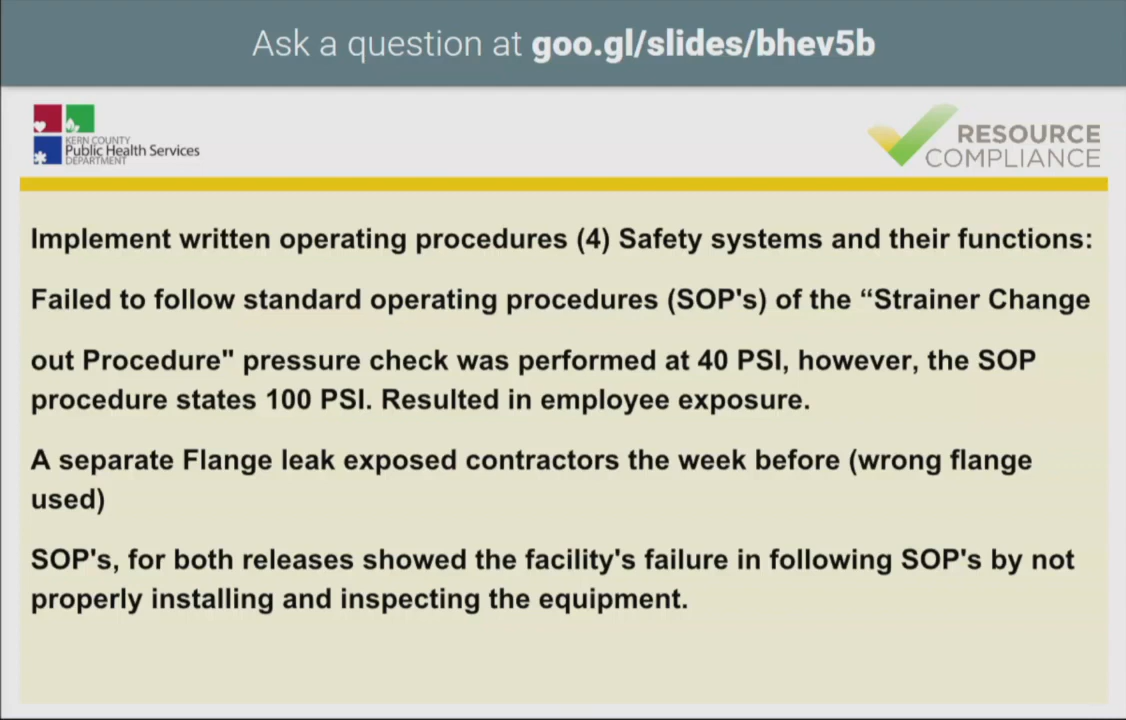 Ask a question at goo.gl/slides/bhev5b
KERN COUNTY
Public Health Services
DEPARTMENT
RESOURCE
COMPLIANCE
Implement written operating procedures (4) Safety systems and their functions:
Failed to follow standard operating procedures (SOP's) of the “Strainer Change
out Procedure" pressure check was performed at 40 PSI, however, the SOP
procedure states 100 PSI. Resulted in employee exposure.
A separate Flange leak exposed contractors the week before (wrong flange
used)
SOP's, for both releases showed the facility's failure in following SOP's by not
properly installing and inspecting the equipment.